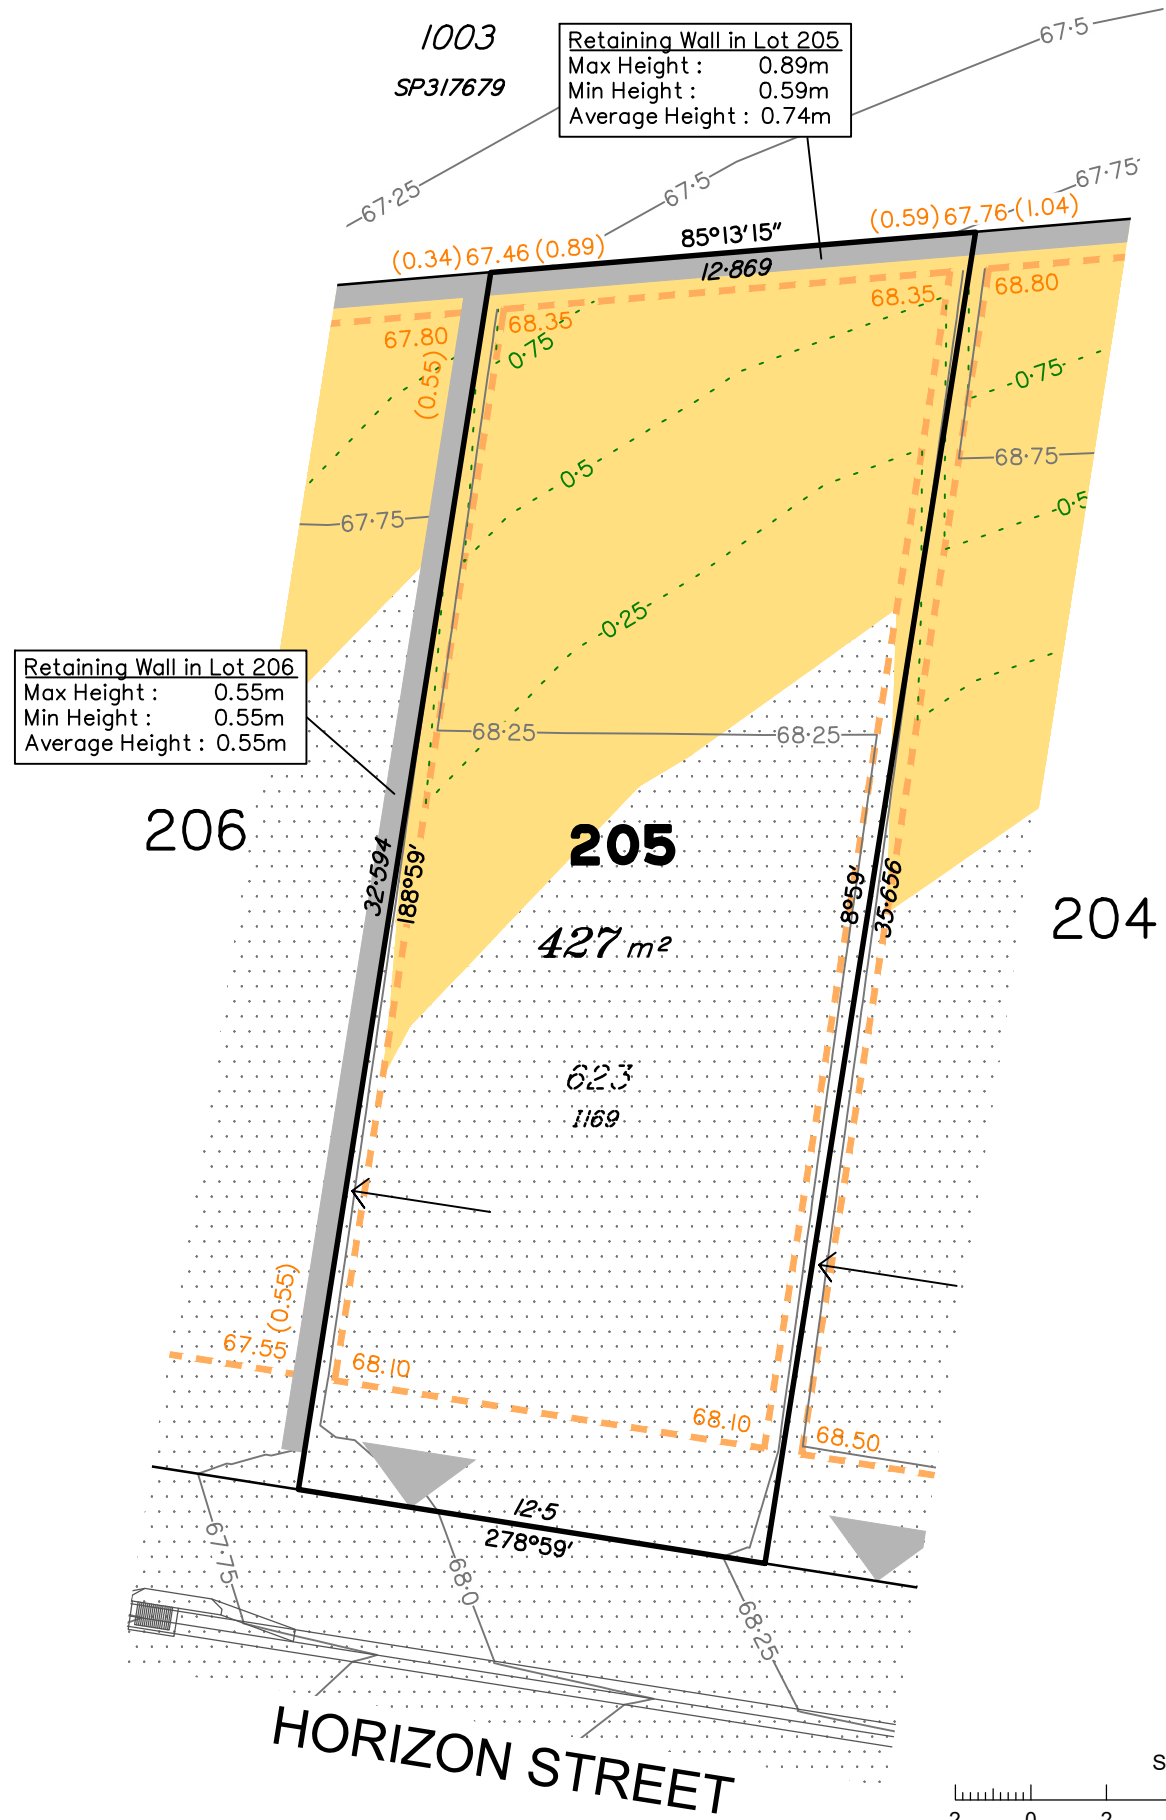 1003
SP317679
Retaining Wall in Lot 205
Max Height : 0.89m
Min Height : 0.59m
Average Height : 0.74m
67·5
67·25
67·5
67·75
(0.34) 67.46 (0.89)
85°13'15"
12·869
(0.59) 67.76 (1.04)
67.80
(0.55)
68.35
0·75
68.35
68.80
0·75
0·5
68·75
67·75
0·5
0·25
Retaining Wall in Lot 206
Max Height : 0.55m
Min Height : 0.55m
Average Height : 0.55m
68·25
68·25
206
205
32·594
188°59'
8°59'
35·656
204
427 m²
623
1169
(0.55)
67.55
68.10
68.10
68.50
12·5
278°59'
67·75
68·0
68·25
HORIZON STREET
S
2 0 2